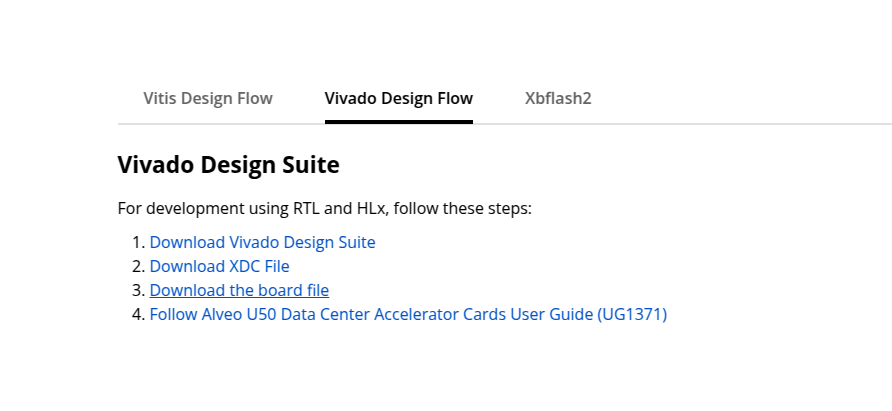 Vitis Design Flow Vivado Design Flow Xbflash2
Vivado Design Suite
For development using RTL and HLx, follow these steps:
1. Download Vivado Design Suite
2. Download XDC File
3. Download the board file
4. Follow Alveo U50 Data Center Accelerator Cards User Guide (UG1371)